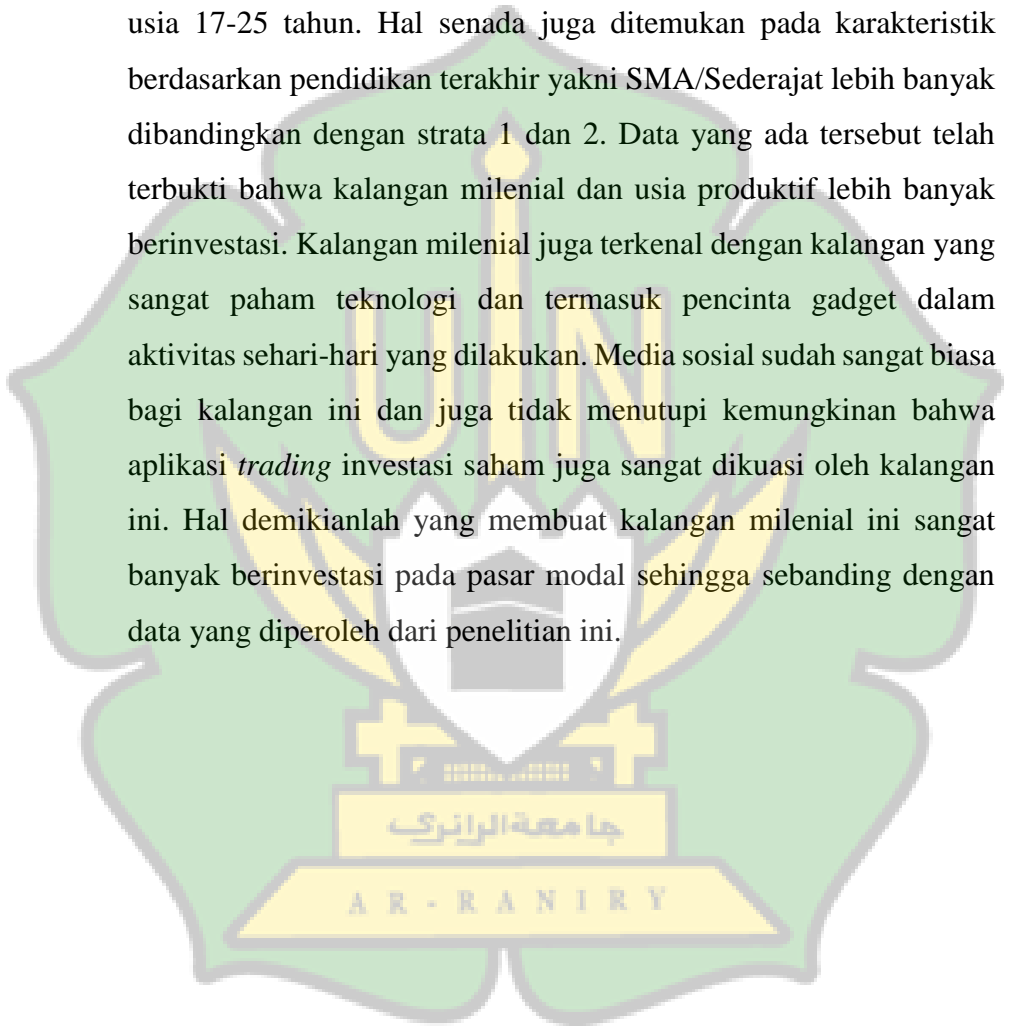 usia 17-25 tahun. Hal senada juga ditemukan pada karakteristik
berdasarkan pendidikan terakhir yakni SMA/Sederajat lebih banyak
dibandingkan dengan strata 1 dan 2. Data yang ada tersebut telah
terbukti bahwa kalangan milenial dan usia produktif lebih banyak
berinvestasi. Kalangan milenial juga terkenal dengan kalangan yang
sangat paham teknologi dan termasuk pencinta gadget dalam
aktivitas sehari-hari yang dilakukan. Media sosial sudah sangat biasa
bagi kalangan ini dan juga tidak menutupi kemungkinan bahwa
aplikasi trading investasi saham juga sangat dikuasi oleh kalangan
ini. Hal demikianlah yang membuat kalangan milenial ini sangat
banyak berinvestasi pada pasar modal sehingga sebanding dengan
data yang diperoleh dari penelitian ini.
UIN
جامعة الرانري
AR-RANIRY